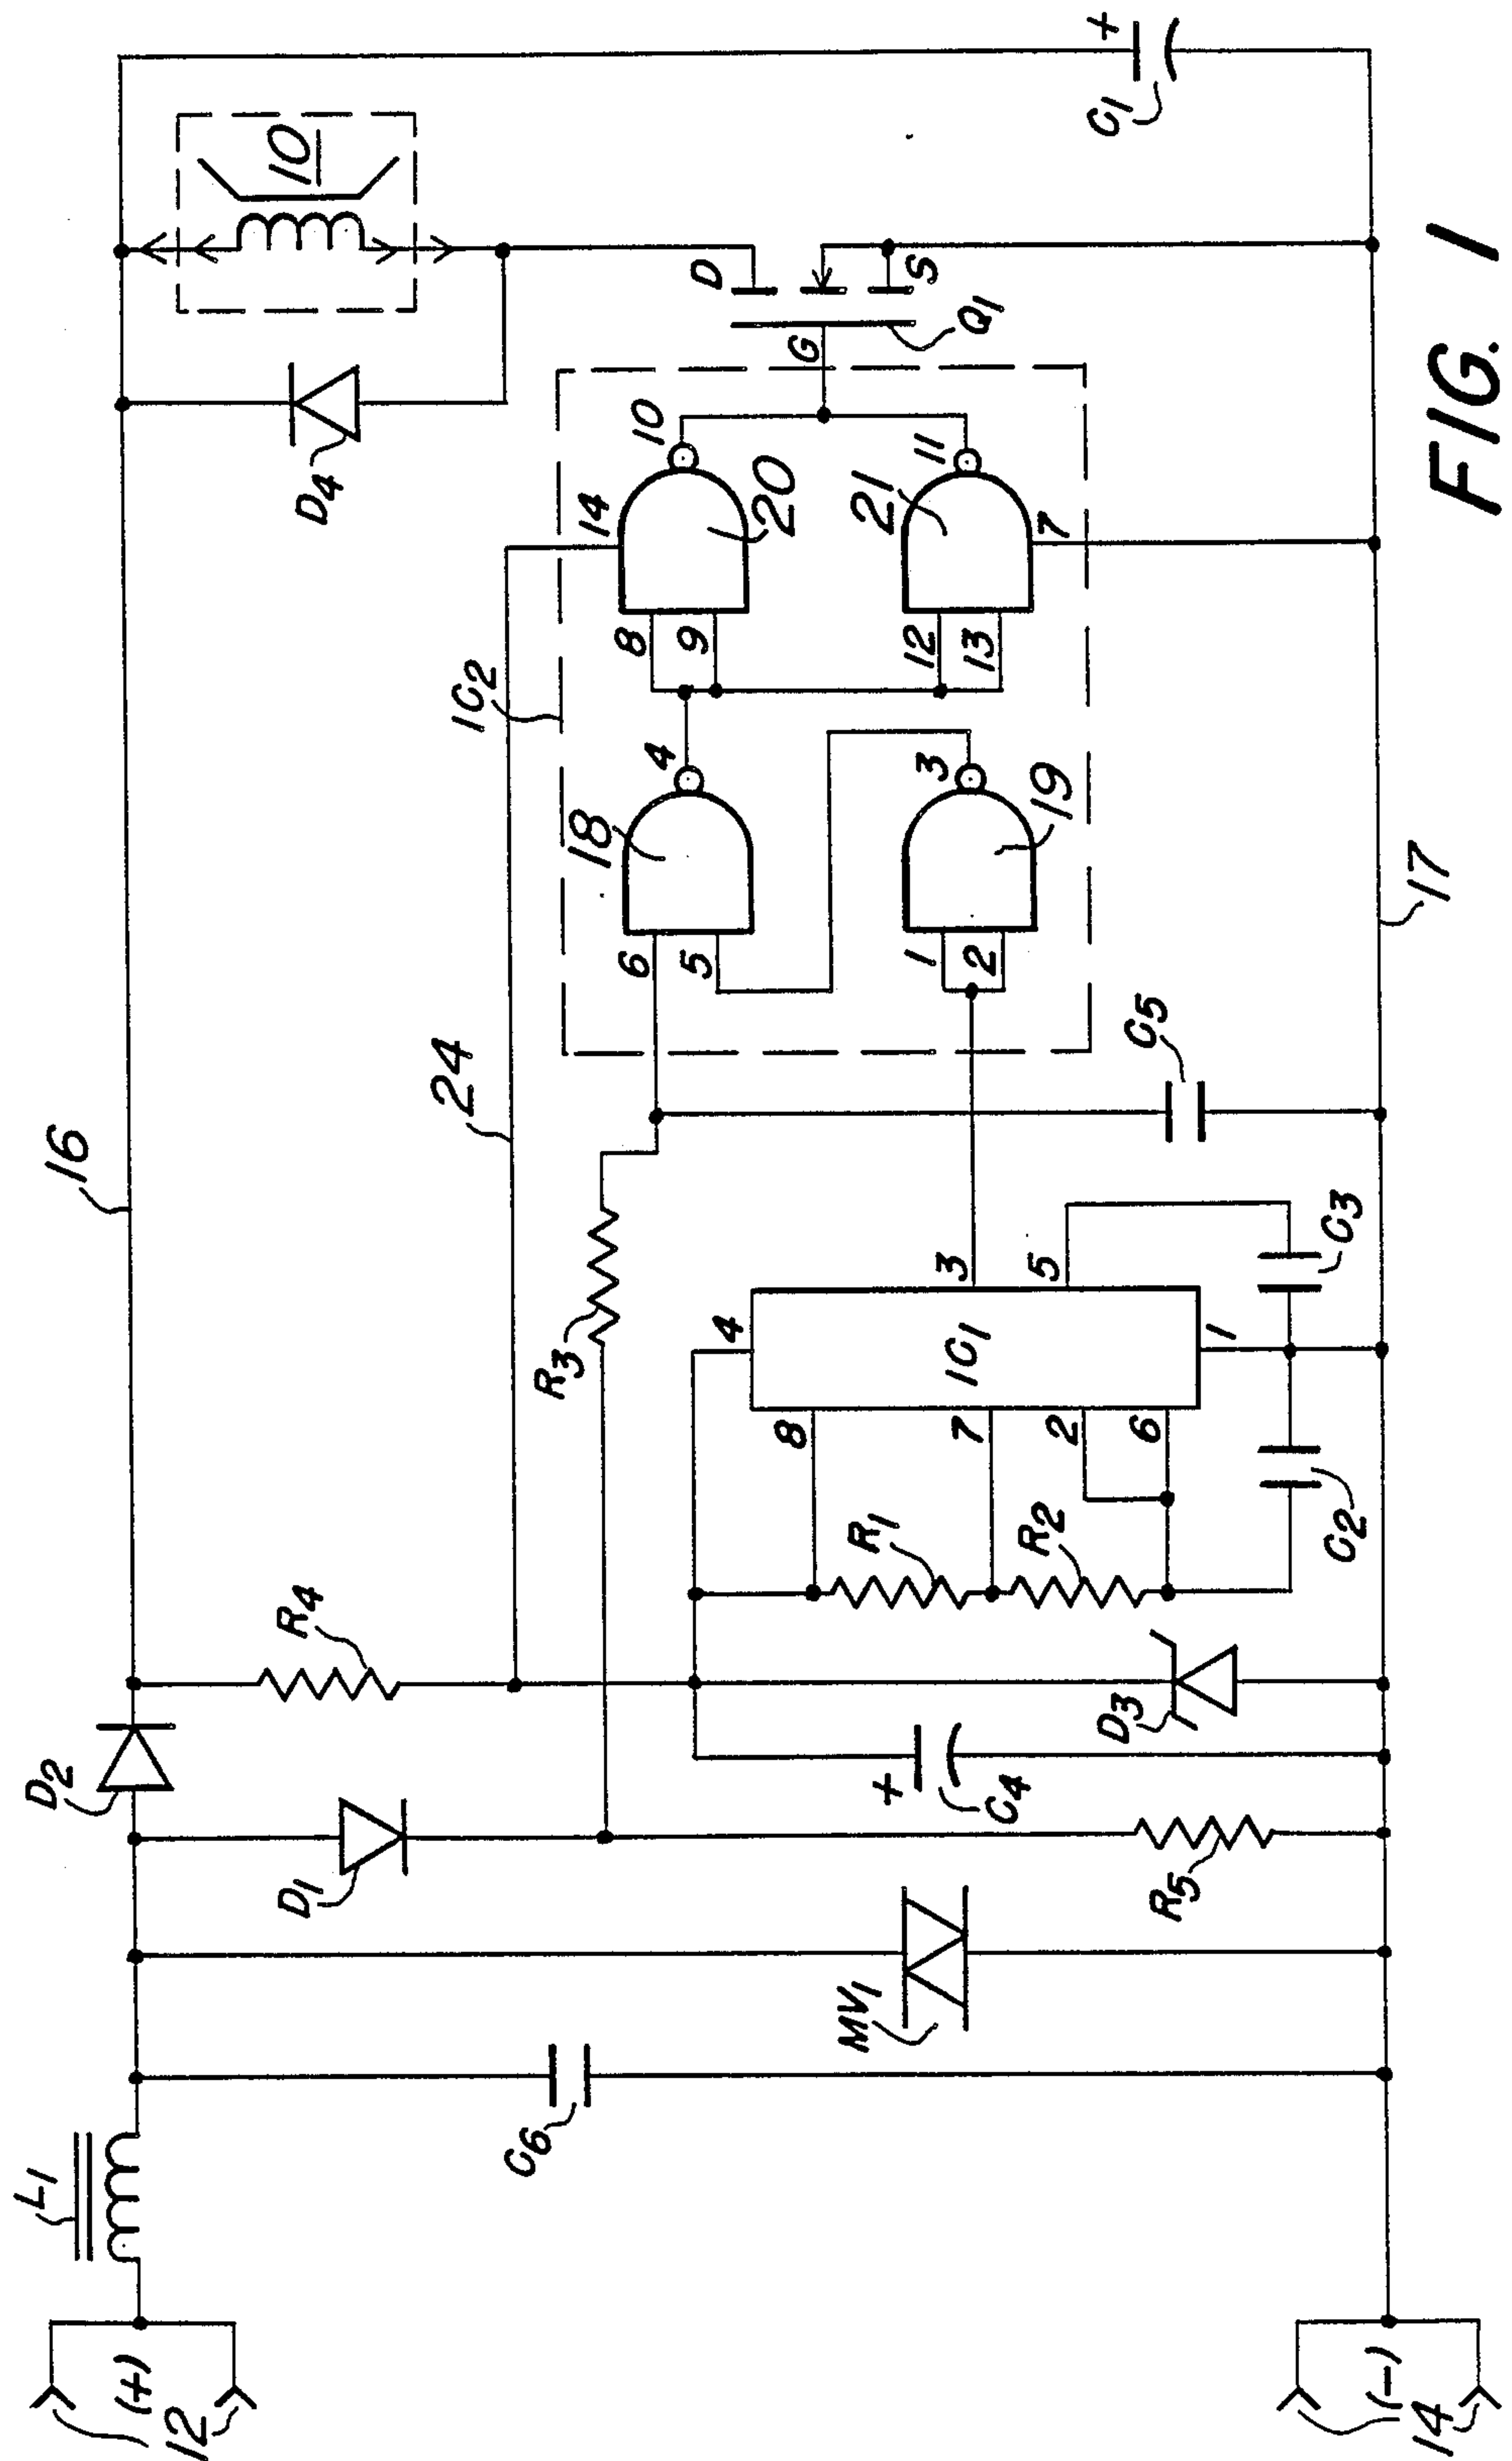 L1
12
(+)
(-)
14
C6
MV1
D1
D2
R5
C4
+
D3
R4
R1
R2
C2
C3
8
7
2
6
4
IC1
1
3
5
R3
16
24
C5
17
IC2
6
5
18
4
1
2
19
3
8
9
14
20
10
12
13
21
11
7
G
D
S
Q1
D4
10
C1
+
FIG. 1